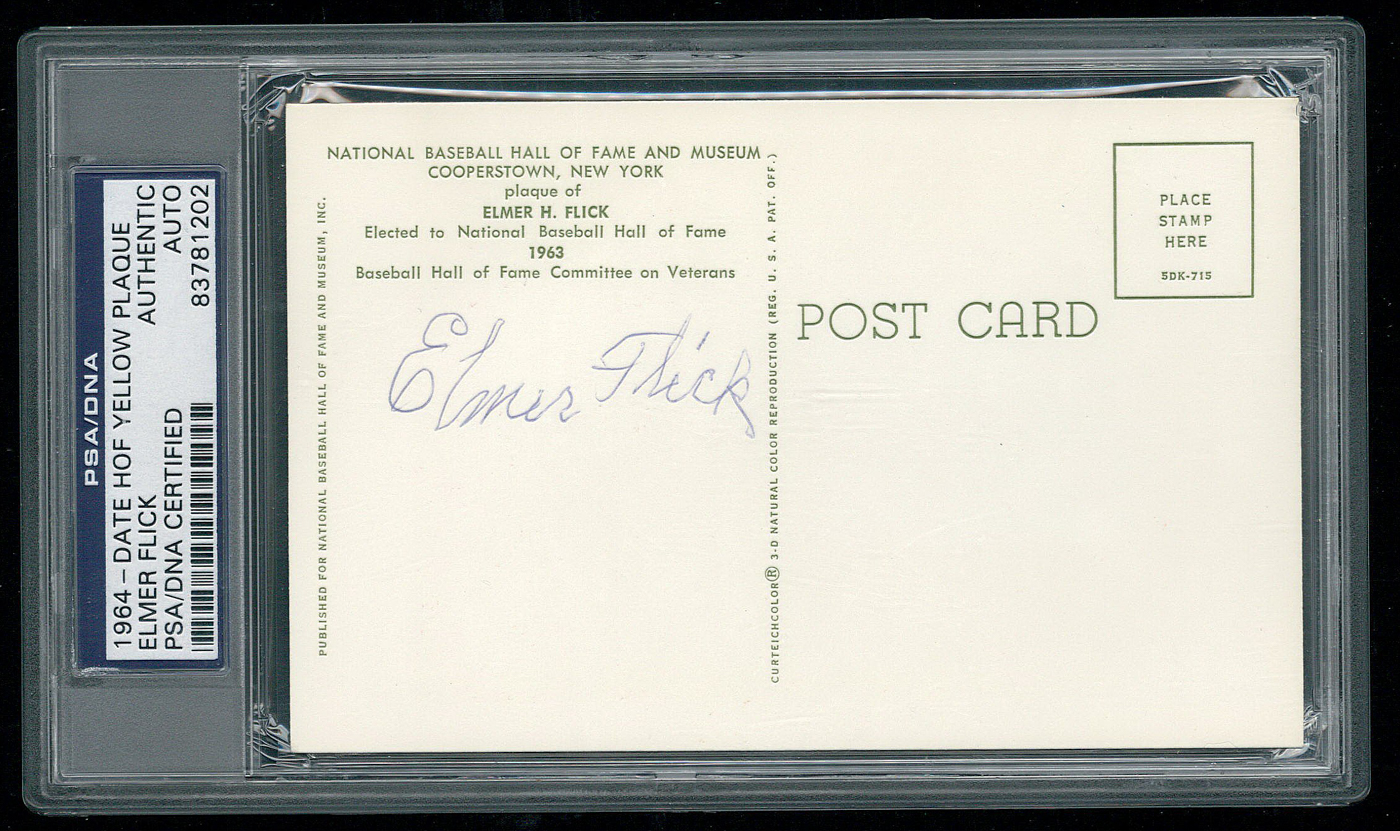 PSA/DNA
1964-DATE HOF YELLOW PLAQUE
ELMER FLICK AUTHENTIC
PSA/DNA CERTIFIED AUTO
83781202
NATIONAL BASEBALL HALL OF FAME AND MUSEUM
COOPERSTOWN, NEW YORK
plaque of
ELMER H. FLICK
Elected to National Baseball Hall of Fame
1963
Baseball Hall of Fame Committee on Veterans
Elmer Flick
PUBLISHED FOR NATIONAL BASEBALL HALL OF FAME AND MUSEUM, INC.
CURTEICHCOLOR® 3-D NATURAL COLOR REPRODUCTION (REG. U. S. A. PAT. OFF.)
POST CARD
PLACE
STAMP
HERE
5DK-715